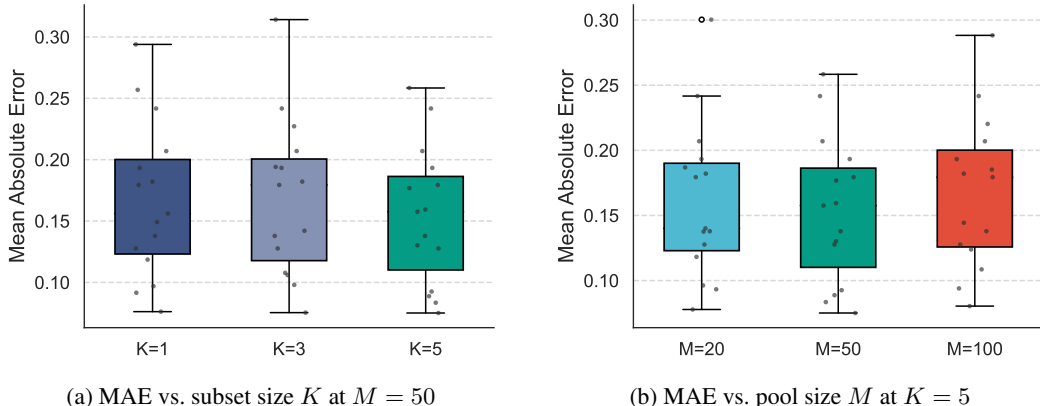 0.30
0.25
0.20
0.15
0.10
Mean Absolute Error
K=1 K=3 K=5
(a) MAE vs. subset size K at M = 50
0.30
0.25
0.20
0.15
0.10
Mean Absolute Error
M=20 M=50 M=100
(b) MAE vs. pool size M at K = 5